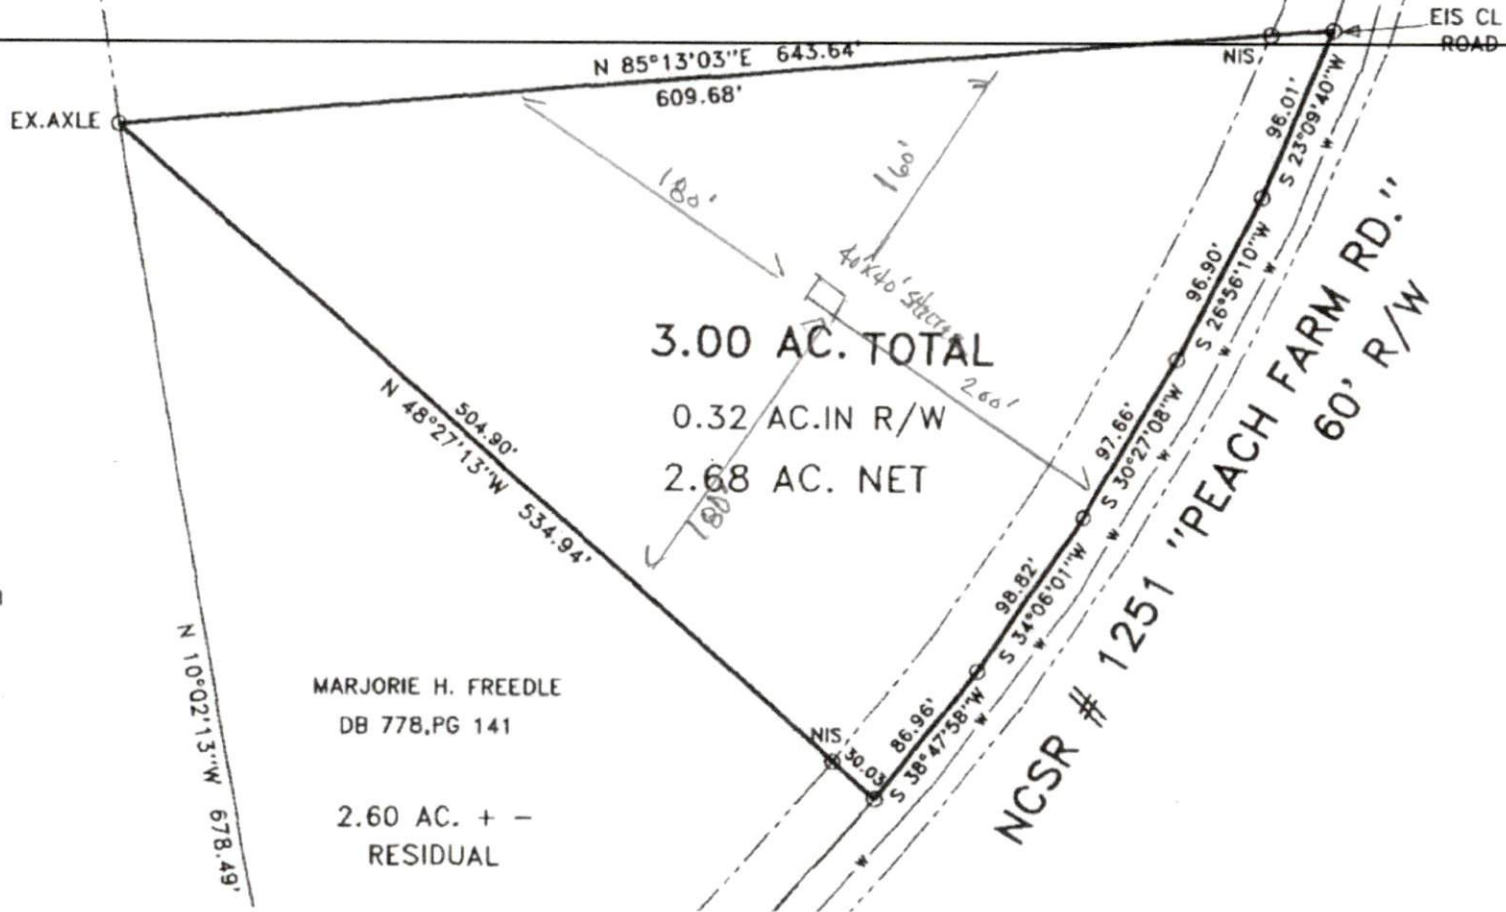 EIS CL
ROAD
N 85°13'03"E 643.64'
609.68'
NIS
EX.AXLE
96.01'
S 23°09'40"W
180'
160'
40'x40'
3.00 AC. TOTAL
0.32 AC.IN R/W
2.68 AC. NET
200'
180'
96.90'
S 26°56'10"W
97.66'
S 30°27'08"W
98.82'
S 34°06'01"W
86.96'
S 38°47'58"W
504.90'
N 48°27'13"W 534.94'
NIS
30.03
N 10°02'13"W 678.49'
MARJORIE H. FREEDLE
DB 778,PG 141
2.60 AC. + -
RESIDUAL
NCSR # 1251 "PEACH FARM RD."
60' R/W
w w w w w w w w w